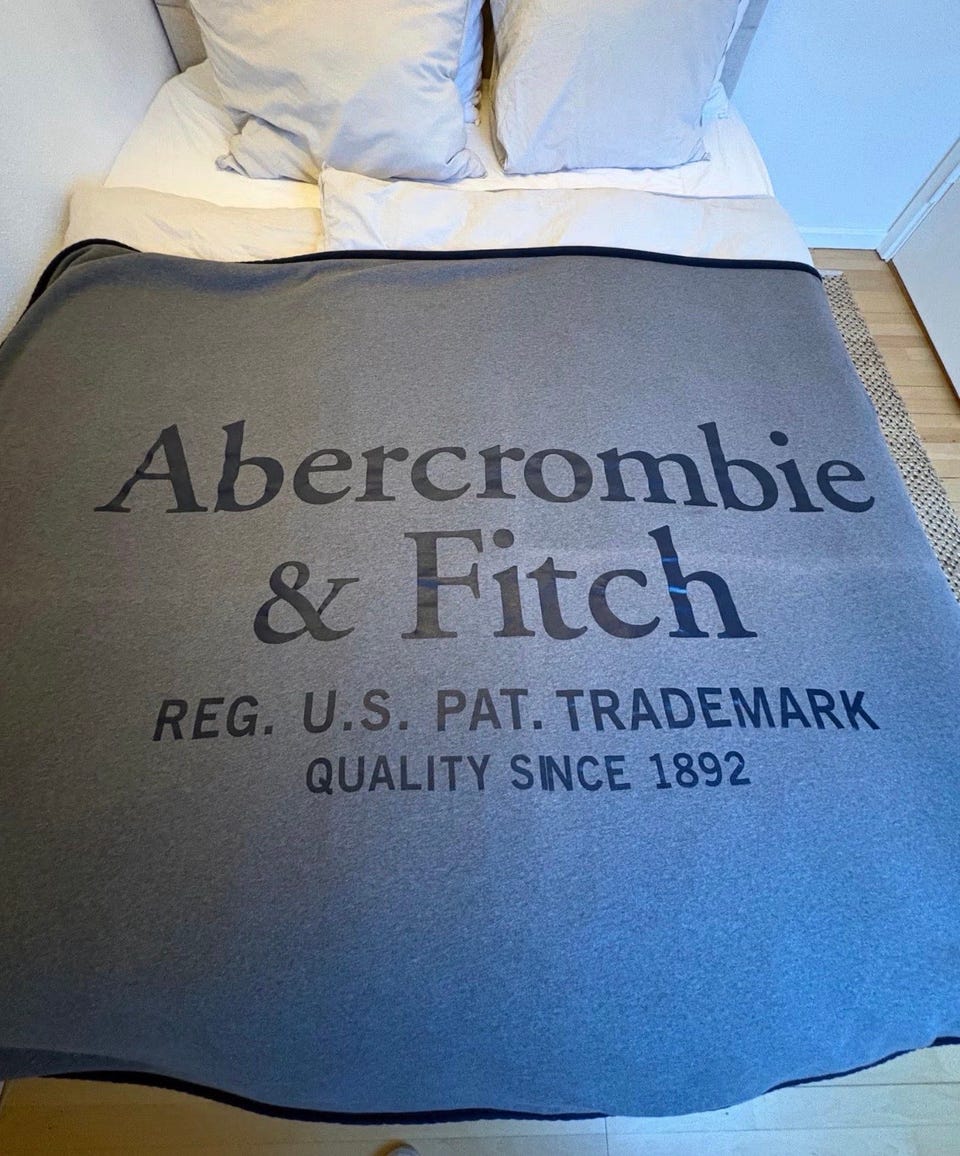 Abercrombie
& Fitch
REG. U.S. PAT. TRADEMARK
QUALITY SINCE 1892